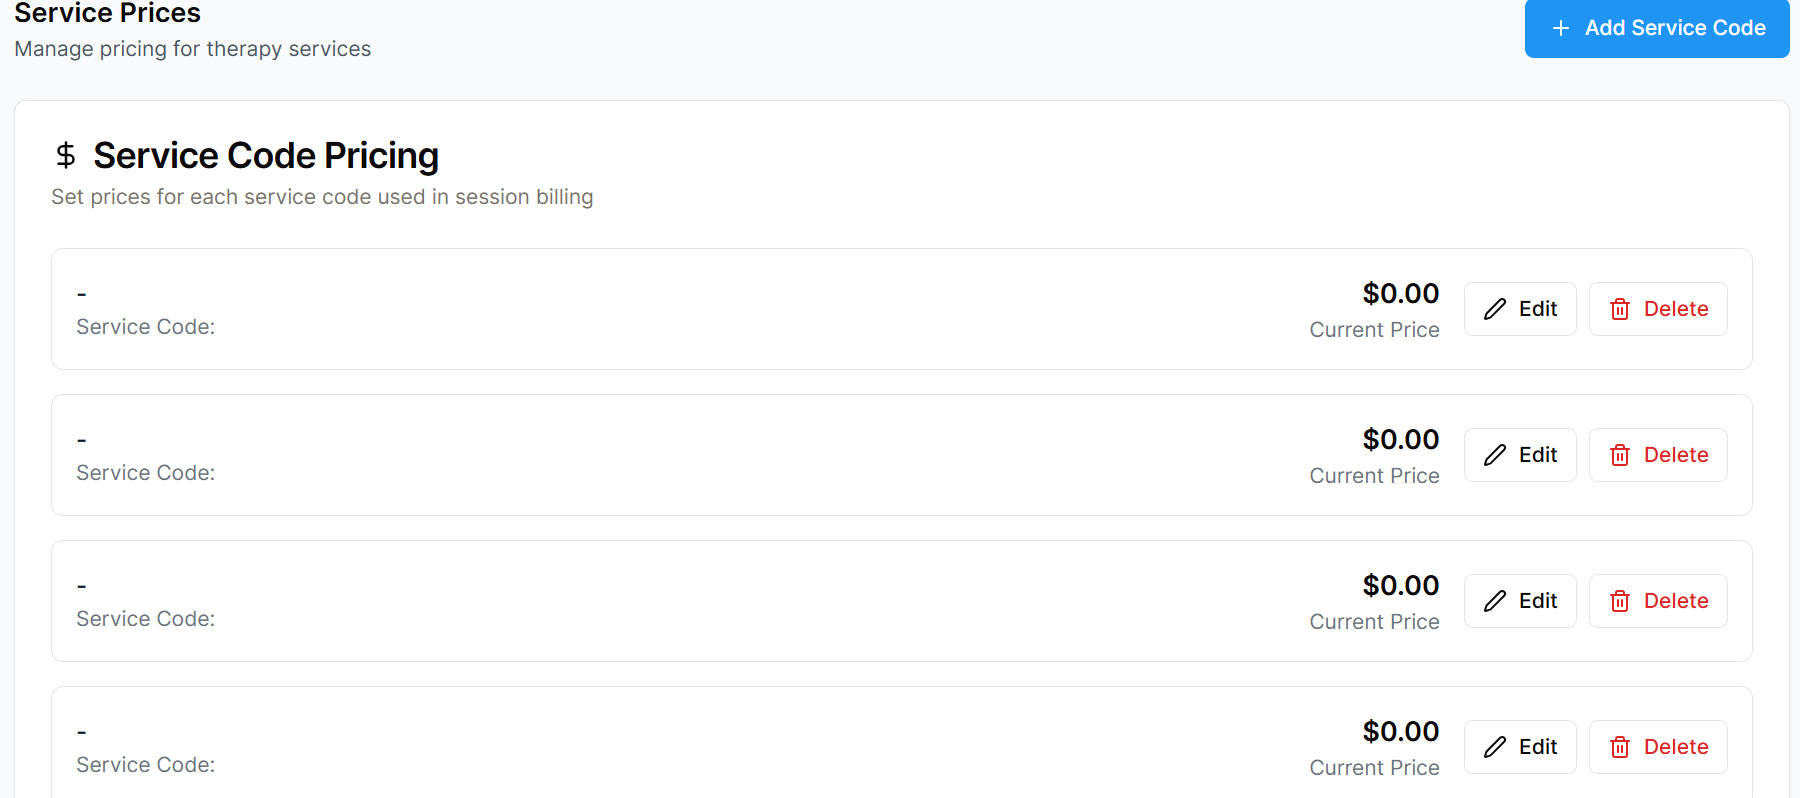 Service Prices
Manage pricing for therapy services
+ Add Service Code
$ Service Code Pricing
Set prices for each service code used in session billing
-
Service Code:
$0.00
Current Price
Edit
Delete
-
Service Code:
$0.00
Current Price
Edit
Delete
-
Service Code:
$0.00
Current Price
Edit
Delete
-
Service Code:
$0.00
Current Price
Edit
Delete